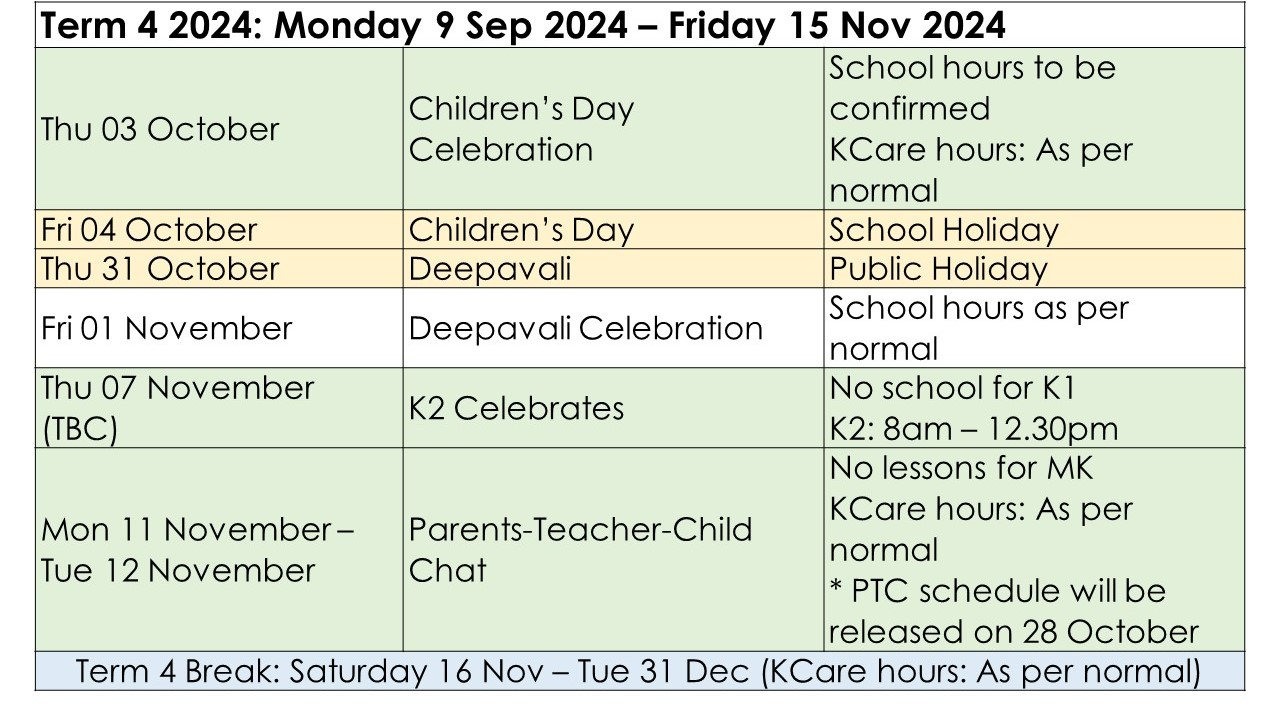 Term 4 2024: Monday 9 Sep 2024 – Friday 15 Nov 2024
Thu 03 October
Children’s Day
Celebration
School hours to be
confirmed
KCare hours: As per
normal
Fri 04 October
Children’s Day
School Holiday
Thu 31 October
Deepavali
Public Holiday
Fri 01 November
Deepavali Celebration
School hours as per
normal
Thu 07 November
(TBC)
K2 Celebrates
No school for K1
K2: 8am – 12.30pm
Mon 11 November –
Tue 12 November
Parents-Teacher-Child
Chat
No lessons for MK
KCare hours: As per
normal
* PTC schedule will be
released on 28 October
Term 4 Break: Saturday 16 Nov – Tue 31 Dec (KCare hours: As per normal)